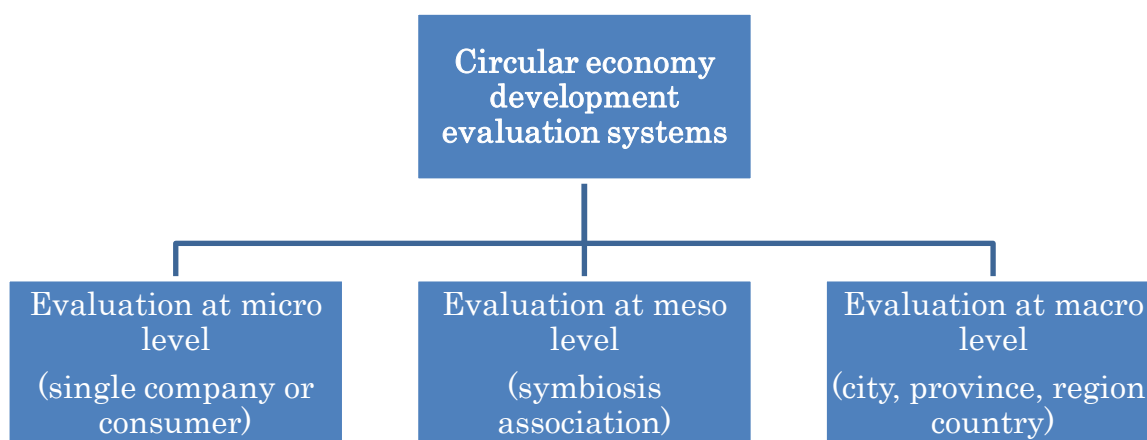 Circular economy
development
evaluation systems
Evaluation at micro
level
(single company or
consumer)
Evaluation at meso
level
(symbiosis
association)
Evaluation at macro
level
(city, province, region
country)